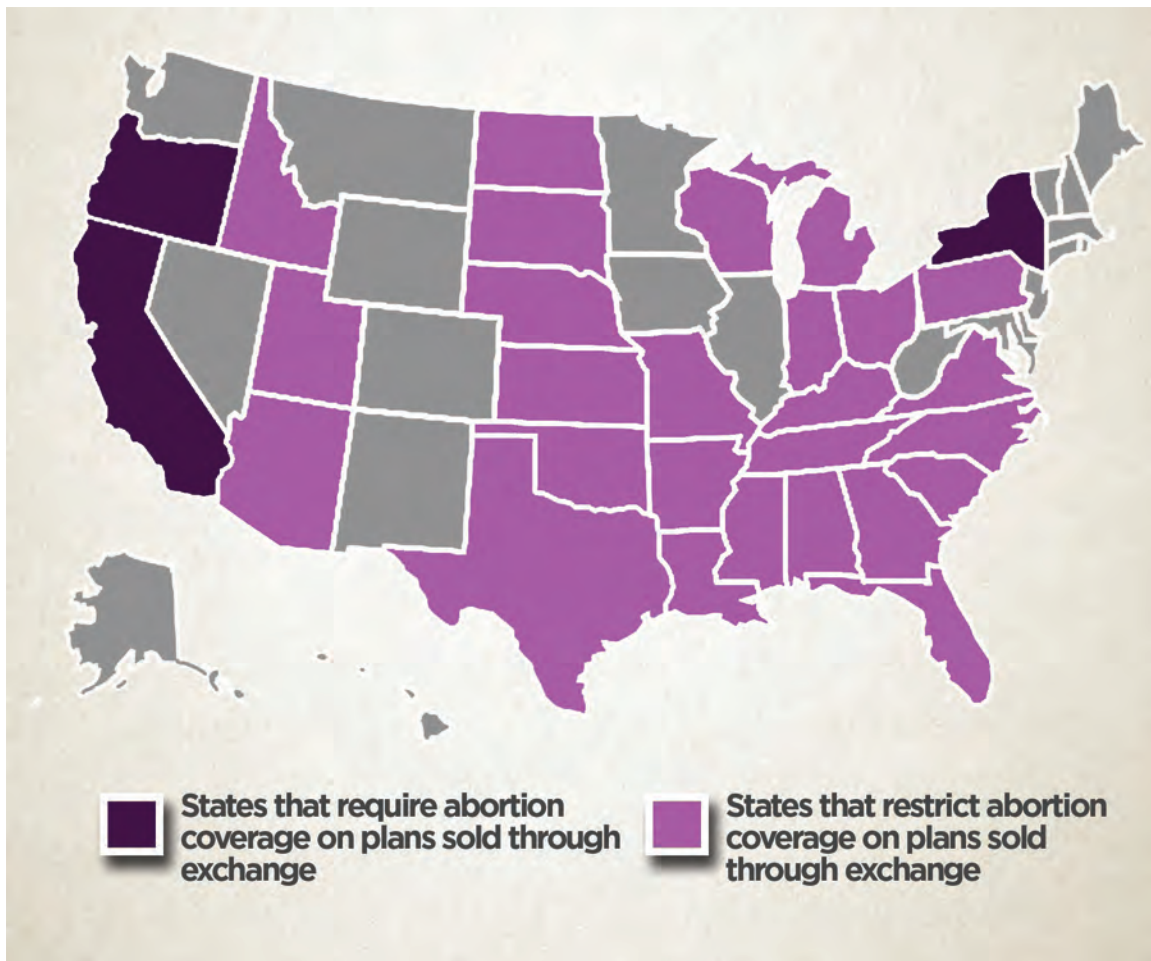 States that require abortion
coverage on plans sold through
exchange
States that restrict abortion
coverage on plans sold
through exchange